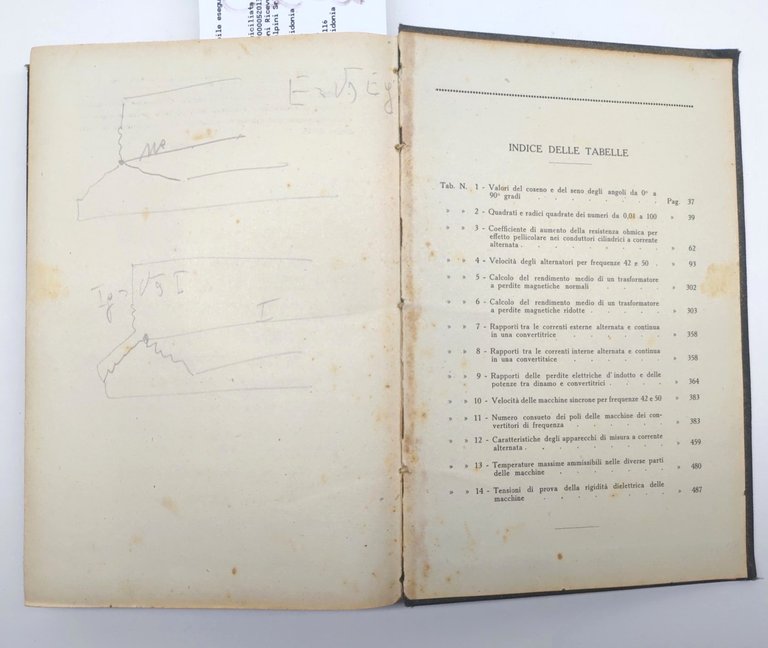 E = √3 Eg
Ig = √3 I
I
INDICE DELLE TABELLE
Tab. N. 1 - Valori del coseno e del seno degli angoli da 0° a
90° gradi . . . . . . . . Pag. 37
» » 2 - Quadrati e radici quadrate dei numeri da 0,01 a 100 » 39
» » 3 - Coefficiente di aumento della resistenza ohmica per
effetto pellicolare nei conduttori cilindrici a corrente
alternata . . . . . . . . » 62
» » 4 - Velocità degli alternatori per frequenze 42 e 50 . » 93
» » 5 - Calcolo del rendimento medio di un trasformatore
a perdite magnetiche normali . . . . » 302
» » 6 - Calcolo del rendimento medio di un trasformatore
a perdite magnetiche ridotte . . . . . » 303
» » 7 - Rapporti tra le correnti esterne alternata e continua
in una convertitrice . . . . . . » 358
» » 8 - Rapporti tra le correnti interne alternata e continua
in una convertitsice . . . . . . » 358
» » 9 - Rapporti delle perdite elettriche d'indotto e delle
potenze tra dinamo e convertitrici . . . . » 364
» » 10 - Velocità delle macchine sincrone per frequenze 42 e 50 » 383
» » 11 - Numero consueto dei poli delle macchine dei con-
vertitori di frequenza . . . . . . » 383
» » 12 - Caratteristiche degli apparecchi di misura a corrente
alternata . . . . . . . . » 459
» » 13 - Temperature massime ammissibili nelle diverse parti
delle macchine . . . . . . . » 480
» » 14 - Tensioni di prova della rigidità dielettrica delle
macchine . . . . . . . . » 487